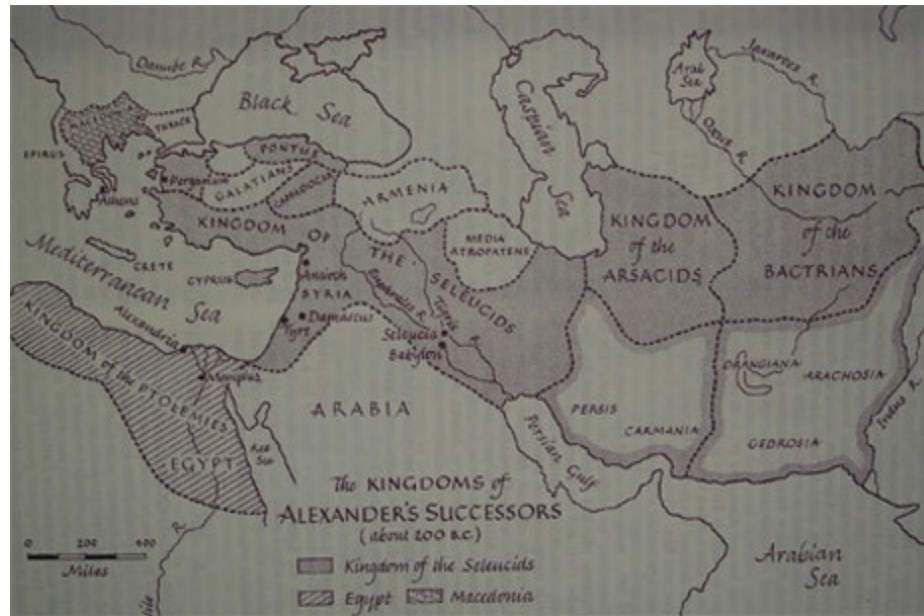 Danube R.
Black Sea
Caspian
Sea
Aral
Sea
Jaxartes R.
Oxus R.
THRACE
EPIRUS
PONTUS
Pergamum
GALATIANS
CAPPADOCIA
Athens
ARMENIA
MEDIA
ATROPATENE
KINGDOM
of the
ARSACIDS
KINGDOM
of the
BACTRIANS
KINGDOM OF
THE SELEUCIDS
Mediterranean
Sea
CRETE
CYPRUS
Antioch
SYRIA
Damascus
Tyre
Euphrates R.
Tigris
Seleucia
Babylon
Alexandria
Memphis
KINGDOM of the PTOLEMIES
EGYPT
Red
Sea
ARABIA
Persian Gulf
PERSIS
CARMANIA
DRANGIANA
ARACHOSIA
GEDROSIA
Indus R.
The KINGDOMS of
ALEXANDER'S SUCCESSORS
(about 200 B.C.)
Kingdom of the Seleucids
Egypt
Macedonia
0 200 400
Miles
R.
Arabian
Sea